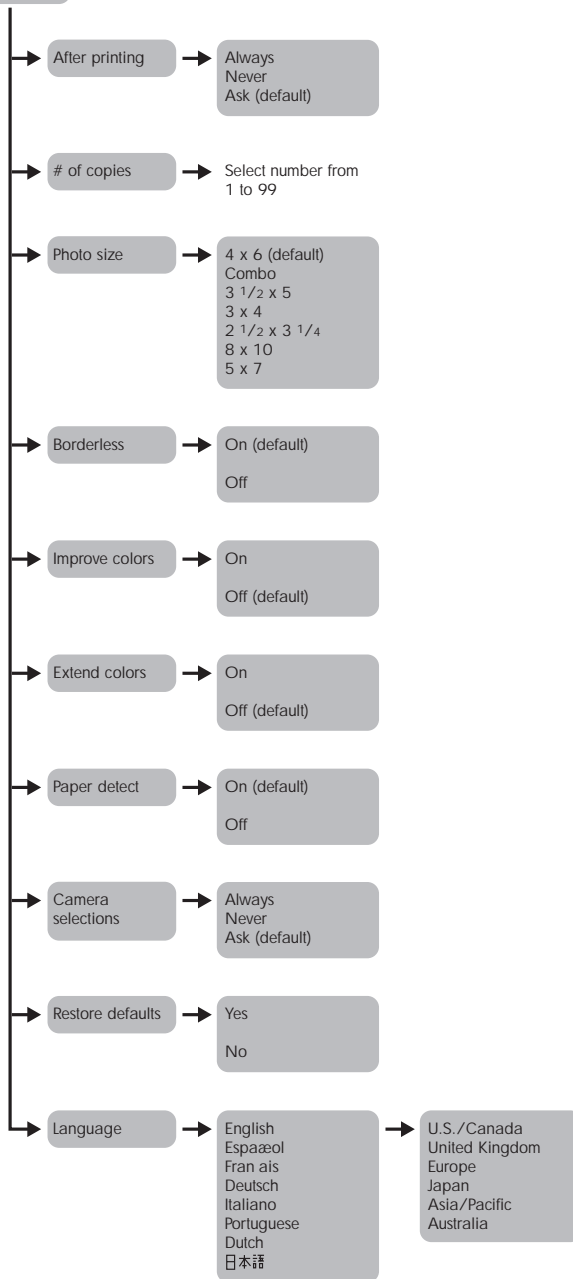 After printing
Always
Never
Ask (default)
# of copies
Select number from
1 to 99
Photo size
4 x 6 (default)
Combo
3 1/2 x 5
3 x 4
2 1/2 x 3 1/4
8 x 10
5 x 7
Borderless
On (default)
Off
Improve colors
On
Off (default)
Extend colors
On
Off (default)
Paper detect
On (default)
Off
Camera
selections
Always
Never
Ask (default)
Restore defaults
Yes
No
Language
English
Espaæol
Fran ais
Deutsch
Italiano
Portuguese
Dutch
日本語
U.S./Canada
United Kingdom
Europe
Japan
Asia/Pacific
Australia